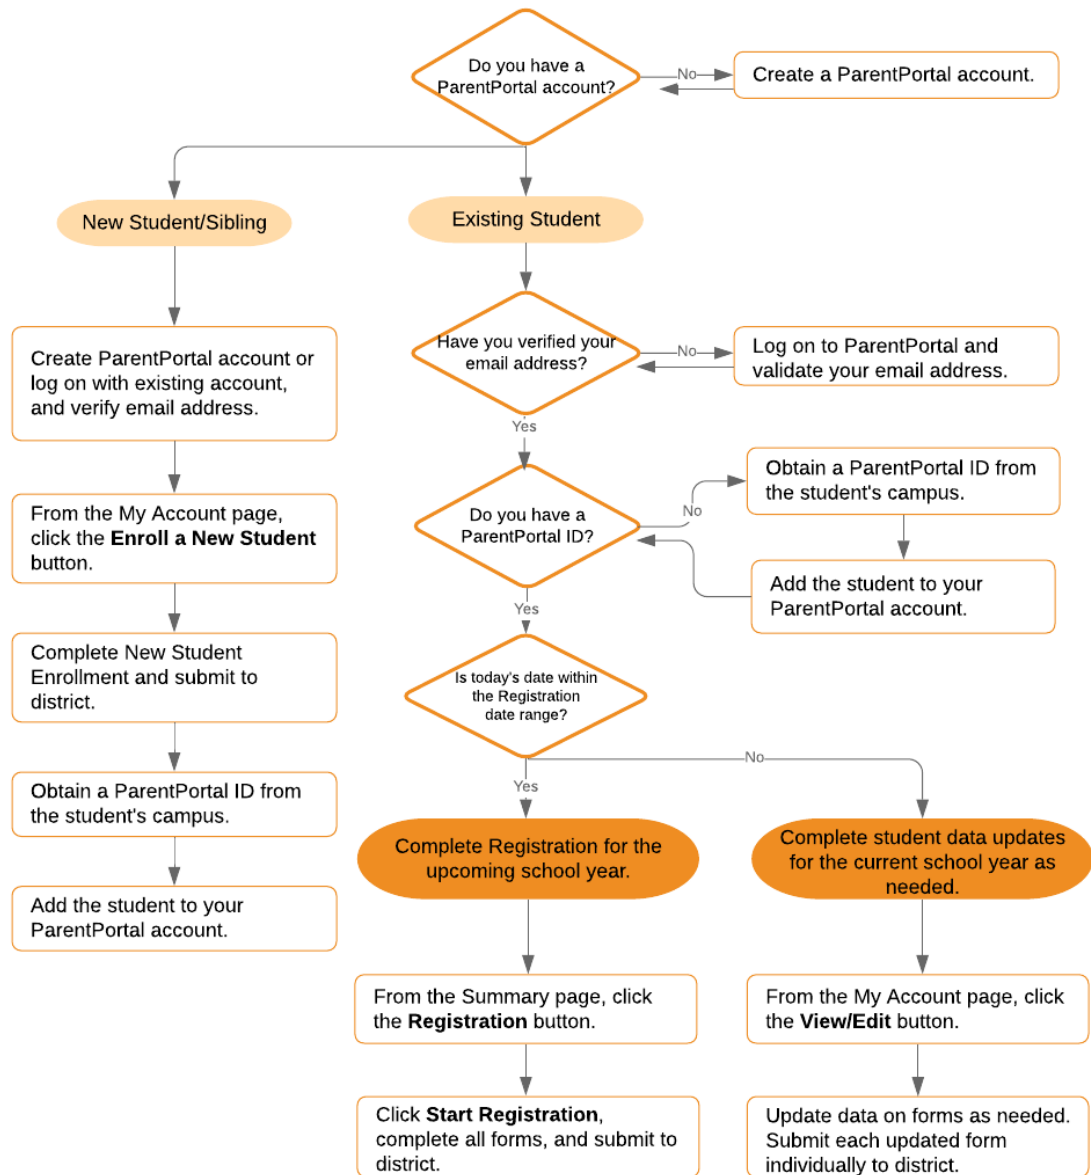 Do you have a
ParentPortal account?
No
Create a ParentPortal account.
New Student/Sibling
Existing Student
Create ParentPortal account or
log on with existing account,
and verify email address.
Have you verified your
email address?
No
Log on to ParentPortal and
validate your email address.
Yes
From the My Account page,
click the Enroll a New Student
button.
Do you have a
ParentPortal ID?
No
Obtain a ParentPortal ID from
the student's campus.
Add the student to your
ParentPortal account.
Yes
Complete New Student
Enrollment and submit to
district.
Is today's date within
the Registration
date range?
Obtain a ParentPortal ID from
the student's campus.
Yes
No
Add the student to your
ParentPortal account.
Complete Registration for the
upcoming school year.
Complete student data updates
for the current school year as
needed.
From the Summary page, click
the Registration button.
From the My Account page, click
the View/Edit button.
Click Start Registration,
complete all forms, and submit to
district.
Update data on forms as needed.
Submit each updated form
individually to district.